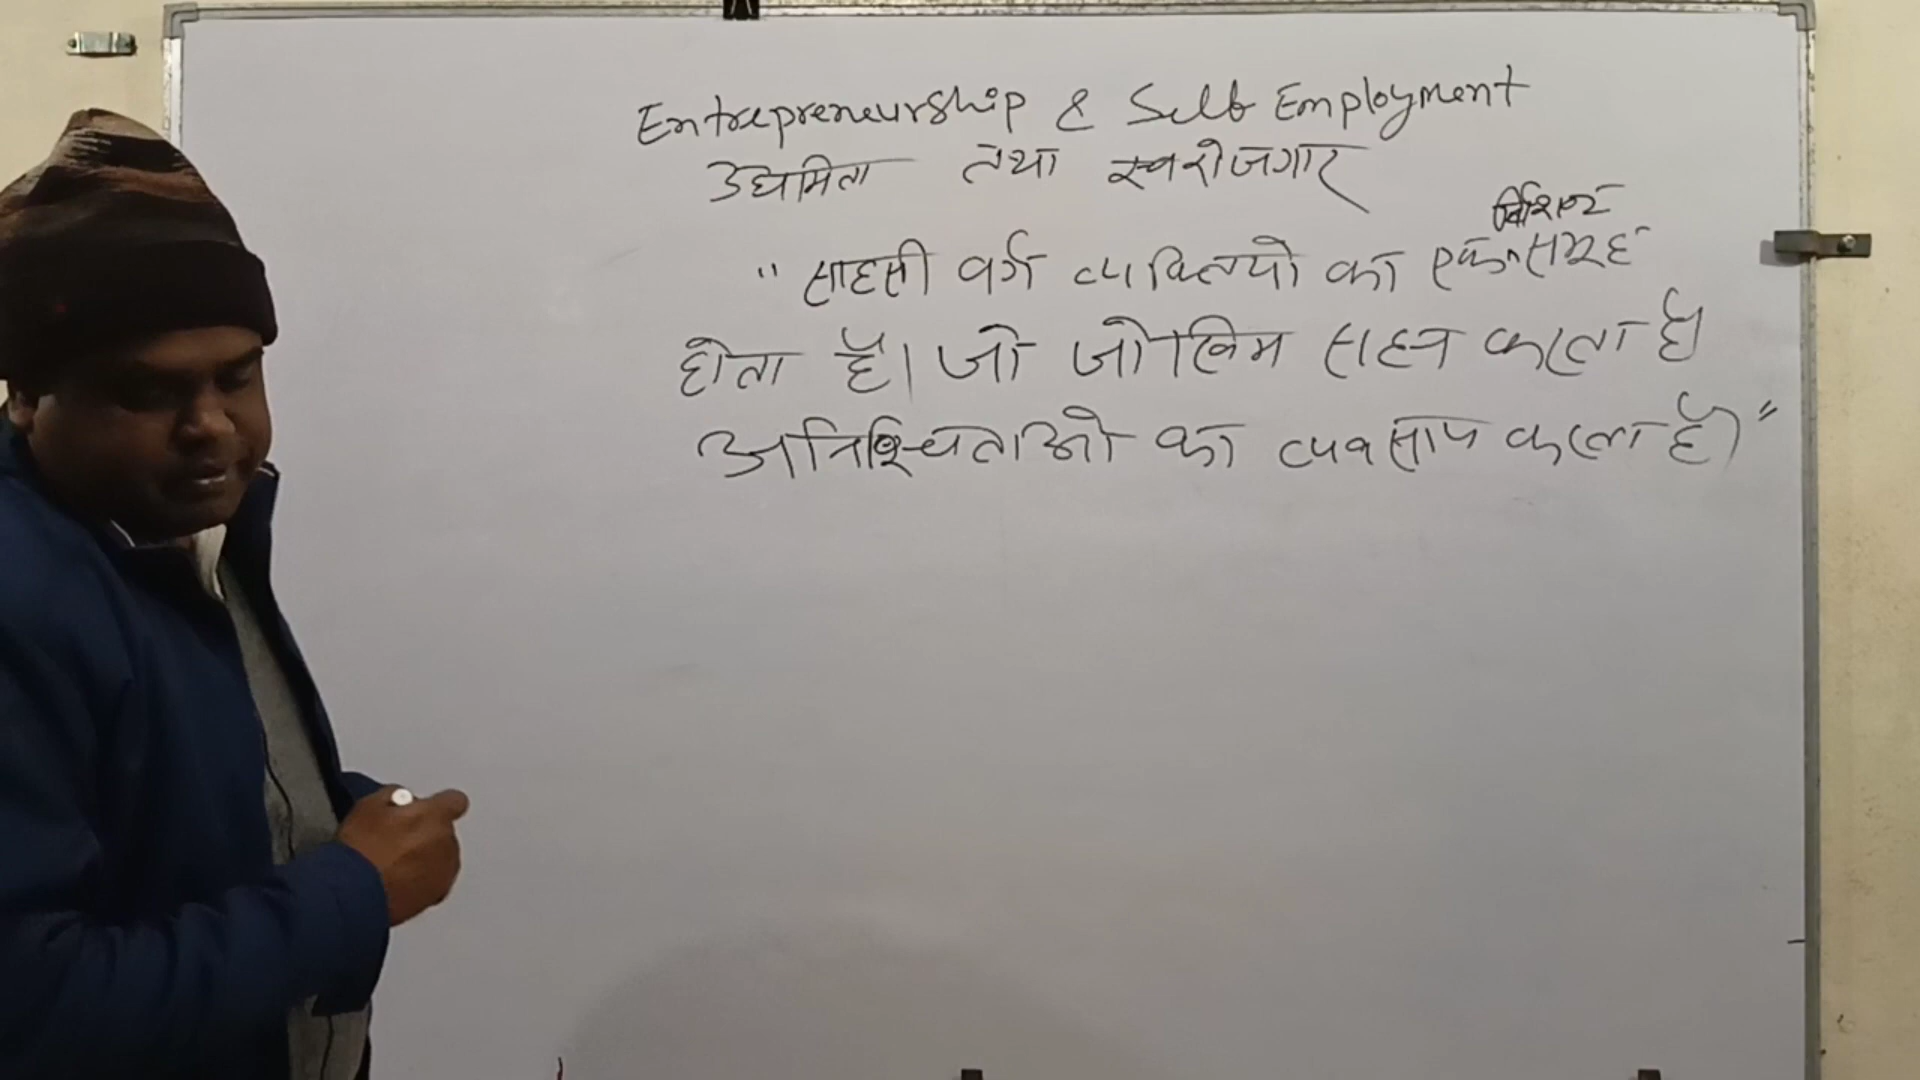 Entrepreneurship & Self Employment
उद्यमिता तथा स्वरोजगार
विशिष्ट
" साहसी वर्ग व्यक्तियो का एक समूह
होता है। जो जोखिम सहन करता है।
अनिश्चितताओ का व्यवसाय करता है।"